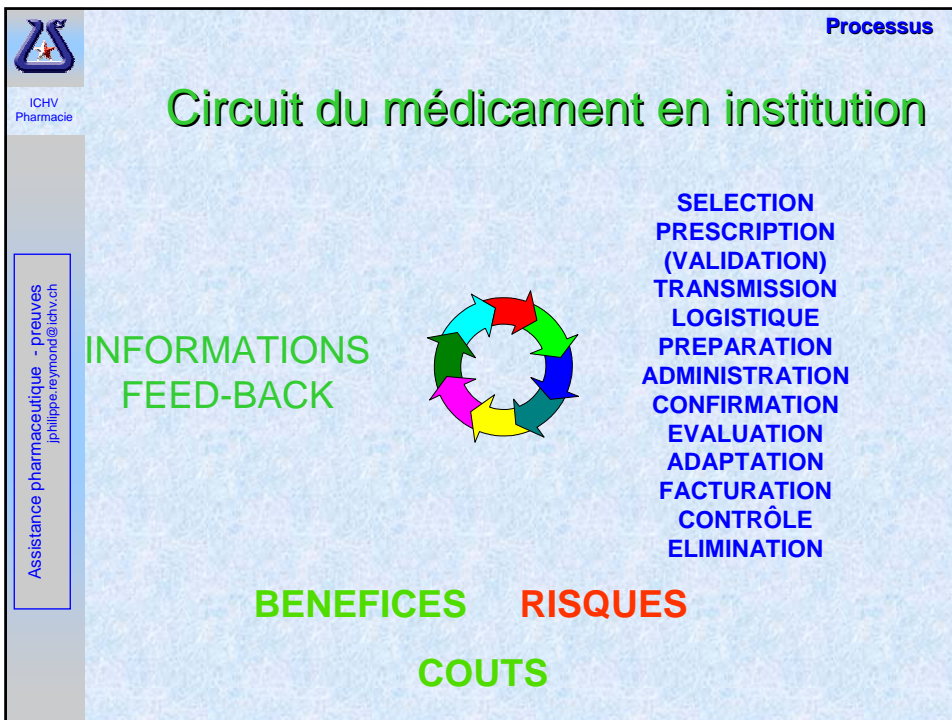 Processus
ICHV
Pharmacie
Circuit du médicament en institution
Assistance pharmaceutique - preuves
jphilippe.reymond@ichv.ch
INFORMATIONS
FEED-BACK
SELECTION
PRESCRIPTION
(VALIDATION)
TRANSMISSION
LOGISTIQUE
PREPARATION
ADMINISTRATION
CONFIRMATION
EVALUATION
ADAPTATION
FACTURATION
CONTRÔLE
ELIMINATION
BENEFICES RISQUES
COUTS